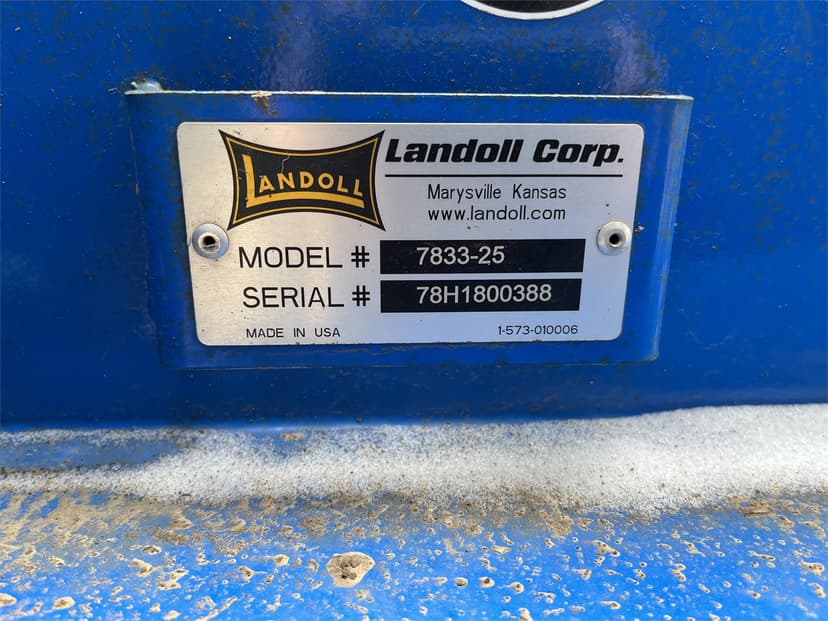 LANDOLL
Landoll Corp.
Marysville Kansas
www.landoll.com
MODEL # 7833-25
SERIAL # 78H1800388
MADE IN USA 1-573-010006